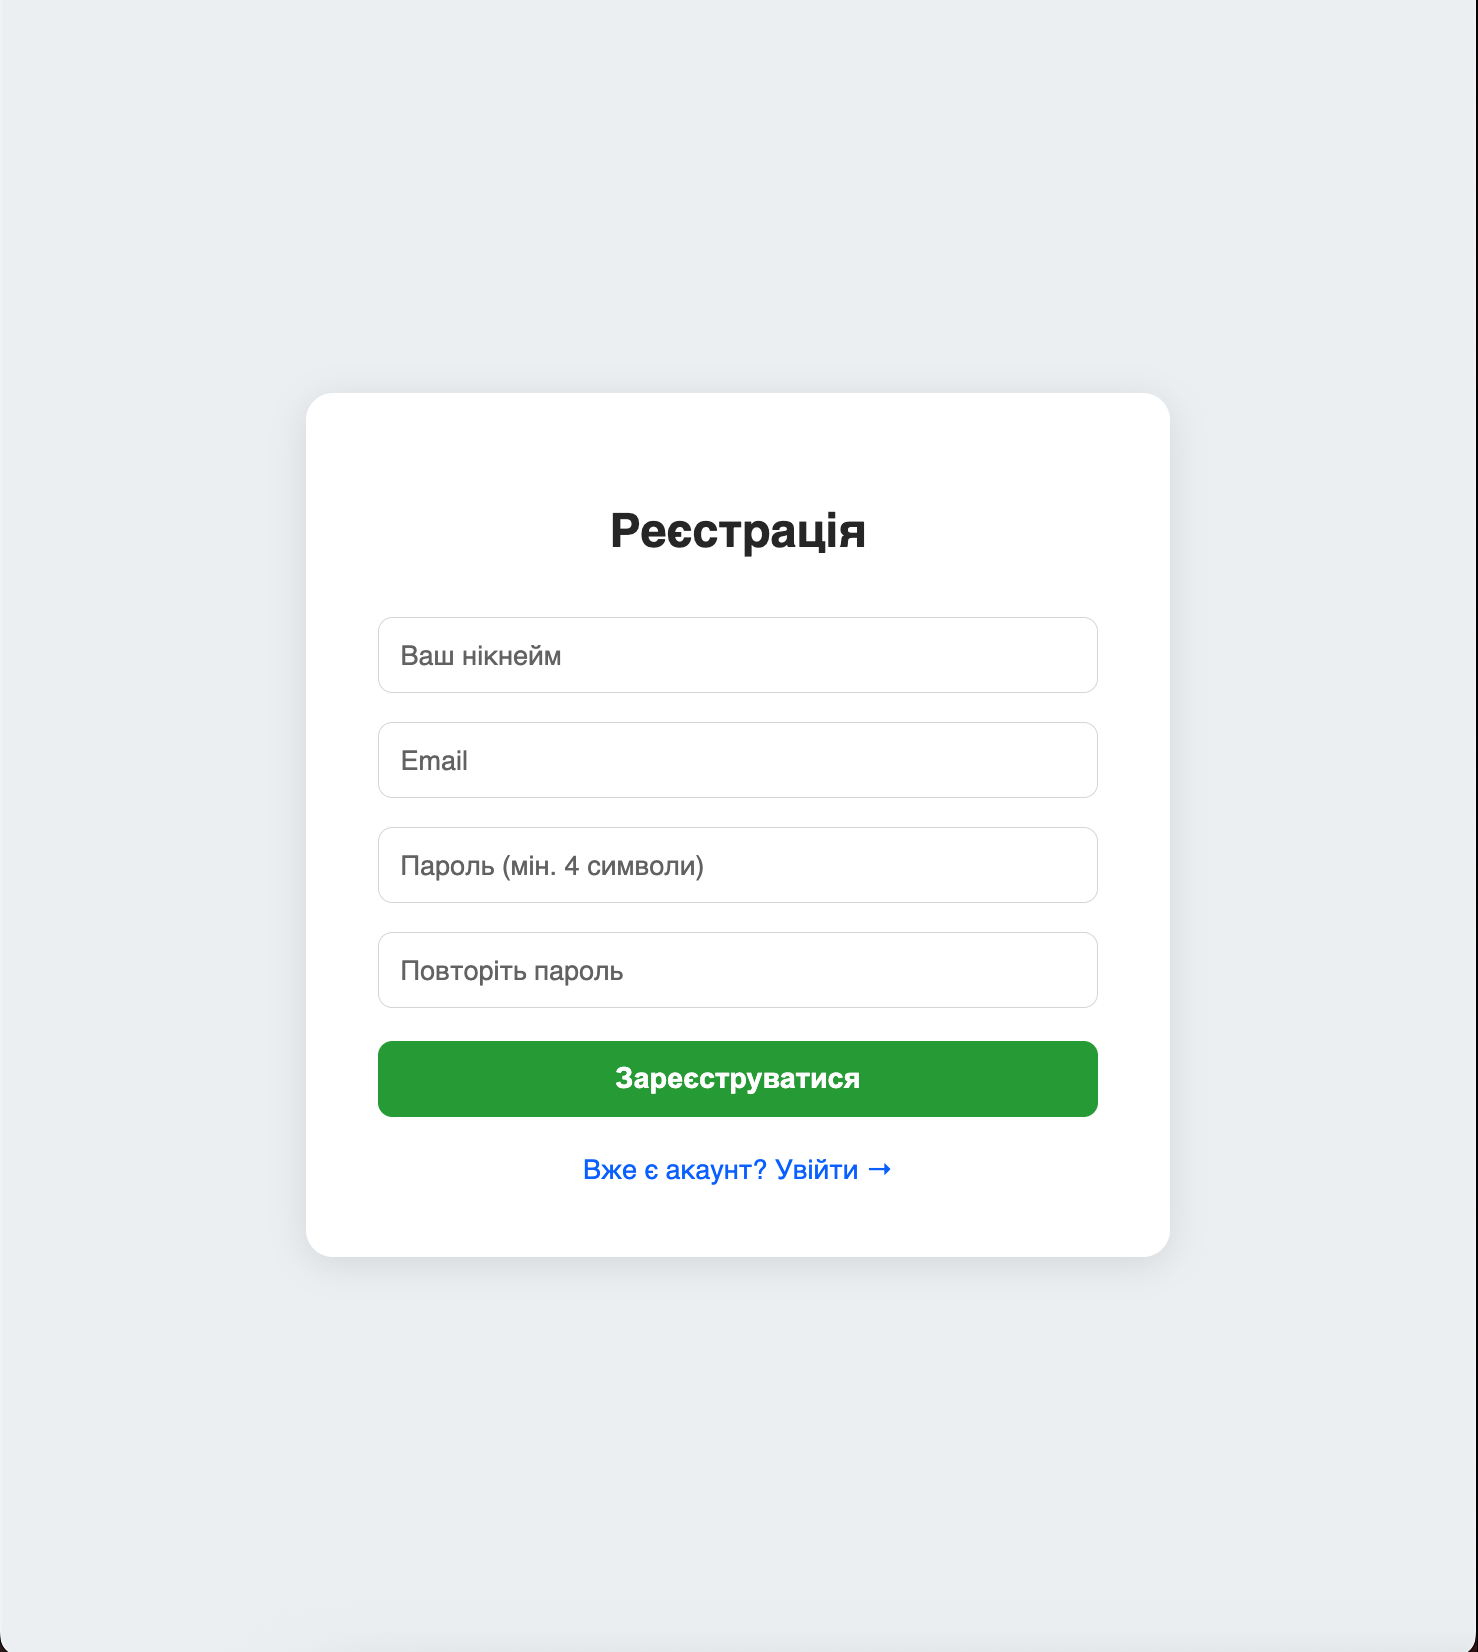 Реєстрація
Ваш нікнейм
Email
Пароль (мін. 4 символи)
Повторіть пароль
Зареєструватися
Вже є акаунт? Увійти →